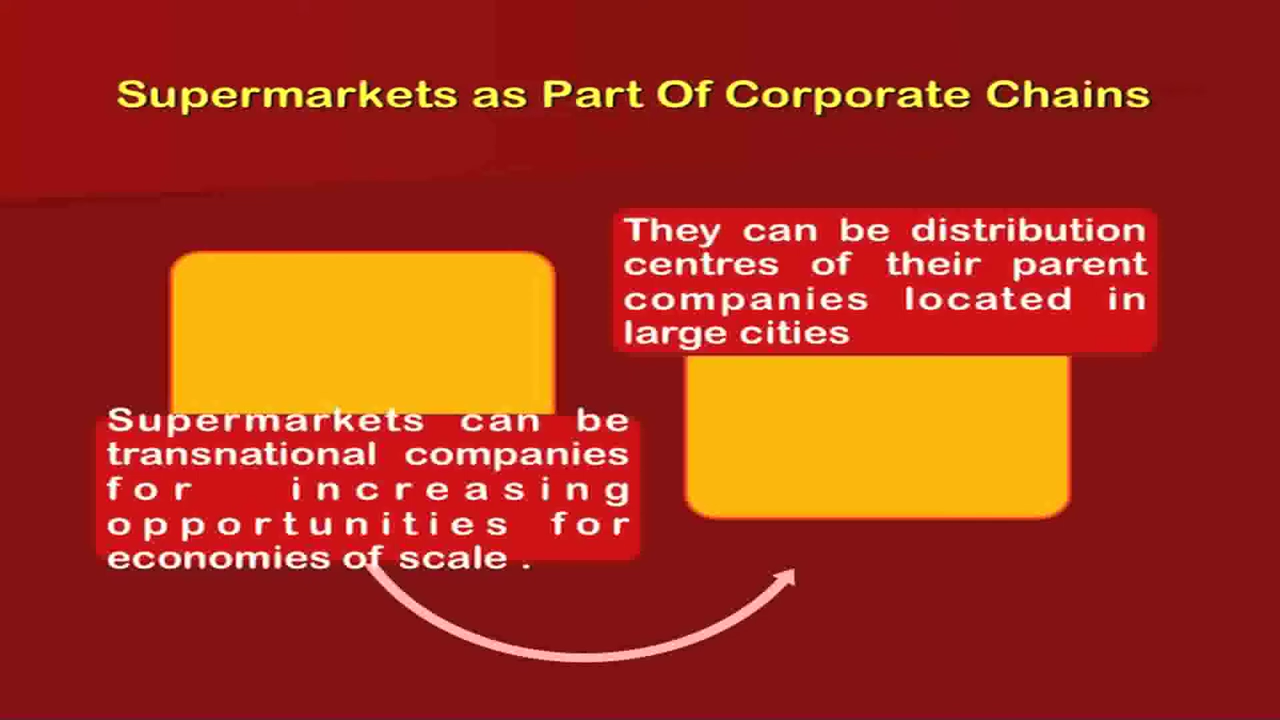 Supermarkets as Part Of Corporate Chains
They can be distribution
centres of their parent
companies located in
large cities
Supermarkets can be
transnational companies
for increasing
opportunities for
economies of scale .